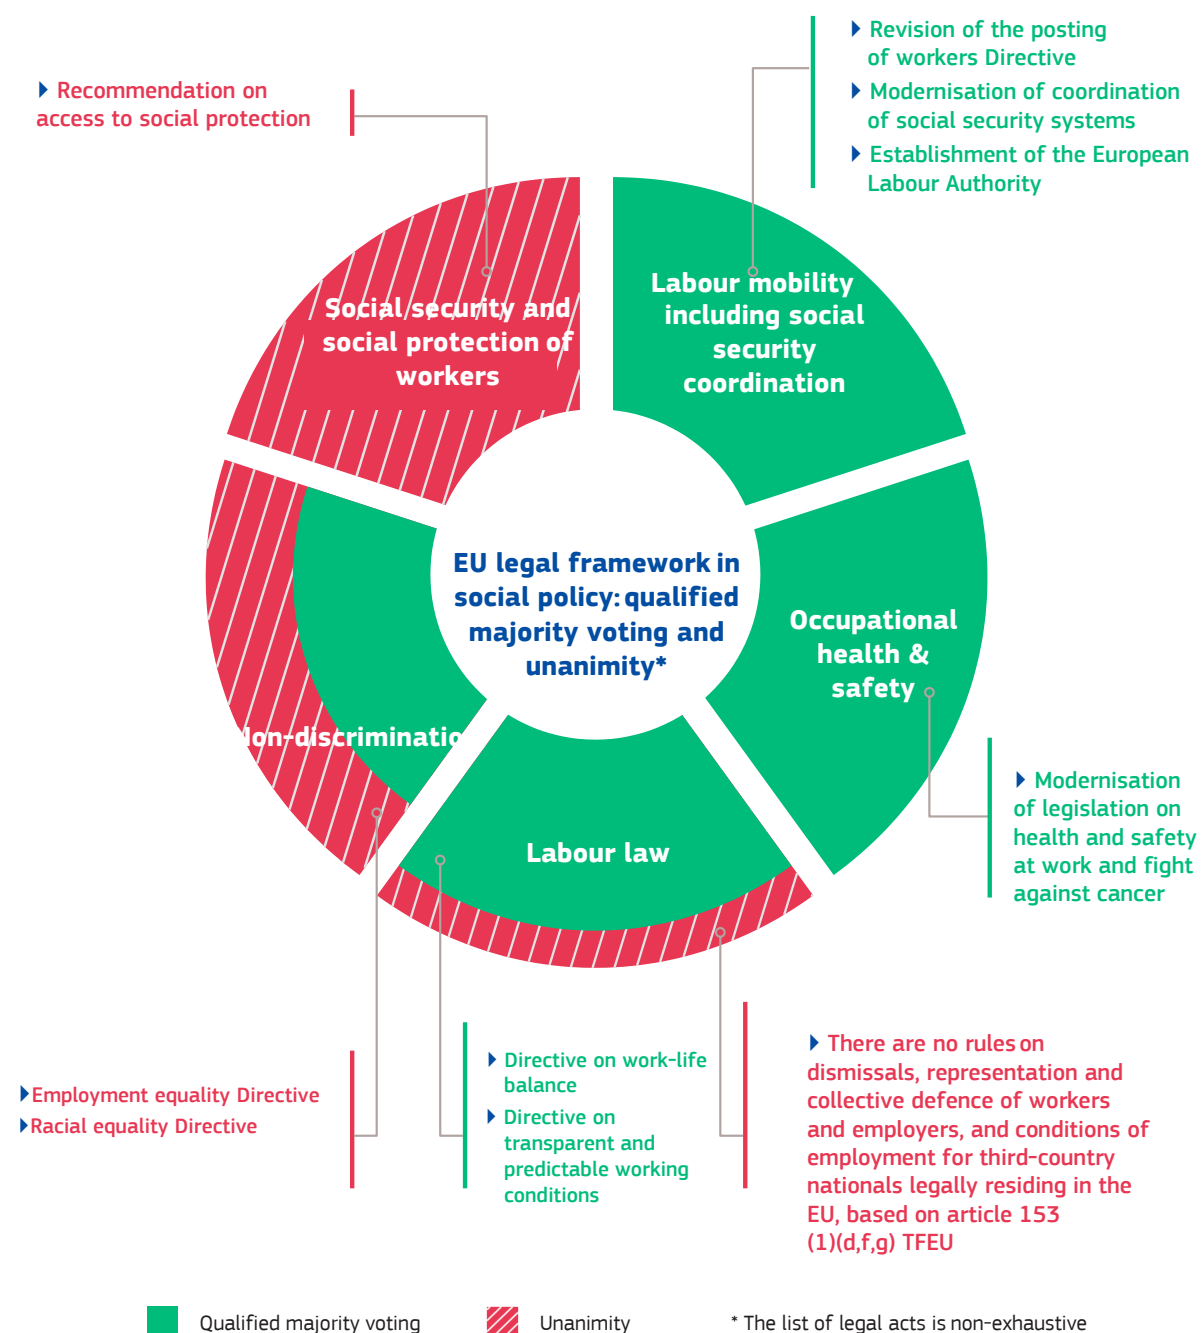 Recommendation on
access to social protection
Revision of the posting
of workers Directive
Modernisation of coordination
of social security systems
Establishment of the European
Labour Authority
Social security and
social protection of
workers
Labour mobility
including social
security
coordination
EU legal framework in
social policy: qualified
majority voting and
unanimity*
Occupational
health &
safety
Non-discrimination
Labour law
Modernisation
of legislation on
health and safety
at work and fight
against cancer
Employment equality Directive
Racial equality Directive
Directive on work-life
balance
Directive on
transparent and
predictable working
conditions
There are no rules on
dismissals, representation and
collective defence of workers
and employers, and conditions of
employment for third-country
nationals legally residing in the
EU, based on article 153
(1)(d,f,g) TFEU
Qualified majority voting
Unanimity
* The list of legal acts is non-exhaustive